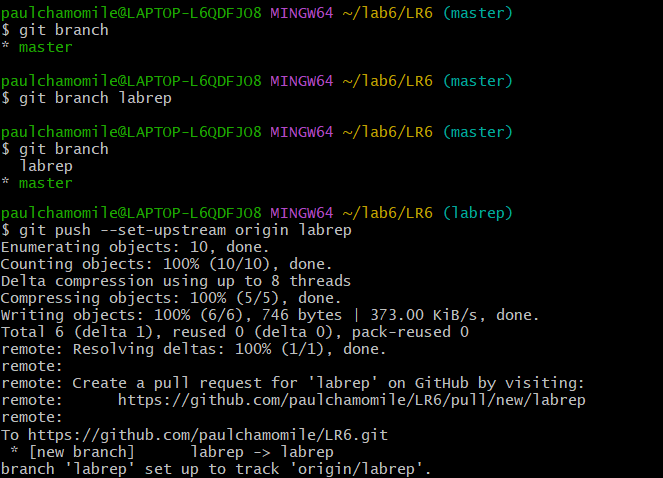 paulchamomile@LAPTOP-L6QDFJO8 MINGW64 ~/lab6/LR6 (master)
$ git branch
* master
paulchamomile@LAPTOP-L6QDFJO8 MINGW64 ~/lab6/LR6 (master)
$ git branch labrep
paulchamomile@LAPTOP-L6QDFJO8 MINGW64 ~/lab6/LR6 (master)
$ git branch
  labrep
* master
paulchamomile@LAPTOP-L6QDFJO8 MINGW64 ~/lab6/LR6 (labrep)
$ git push --set-upstream origin labrep
Enumerating objects: 10, done.
Counting objects: 100% (10/10), done.
Delta compression using up to 8 threads
Compressing objects: 100% (5/5), done.
Writing objects: 100% (6/6), 746 bytes | 373.00 KiB/s, done.
Total 6 (delta 1), reused 0 (delta 0), pack-reused 0
remote: Resolving deltas: 100% (1/1), done.
remote:
remote: Create a pull request for 'labrep' on GitHub by visiting:
remote:      https://github.com/paulchamomile/LR6/pull/new/labrep
remote:
To https://github.com/paulchamomile/LR6.git
 * [new branch]      labrep -> labrep
branch 'labrep' set up to track 'origin/labrep'.